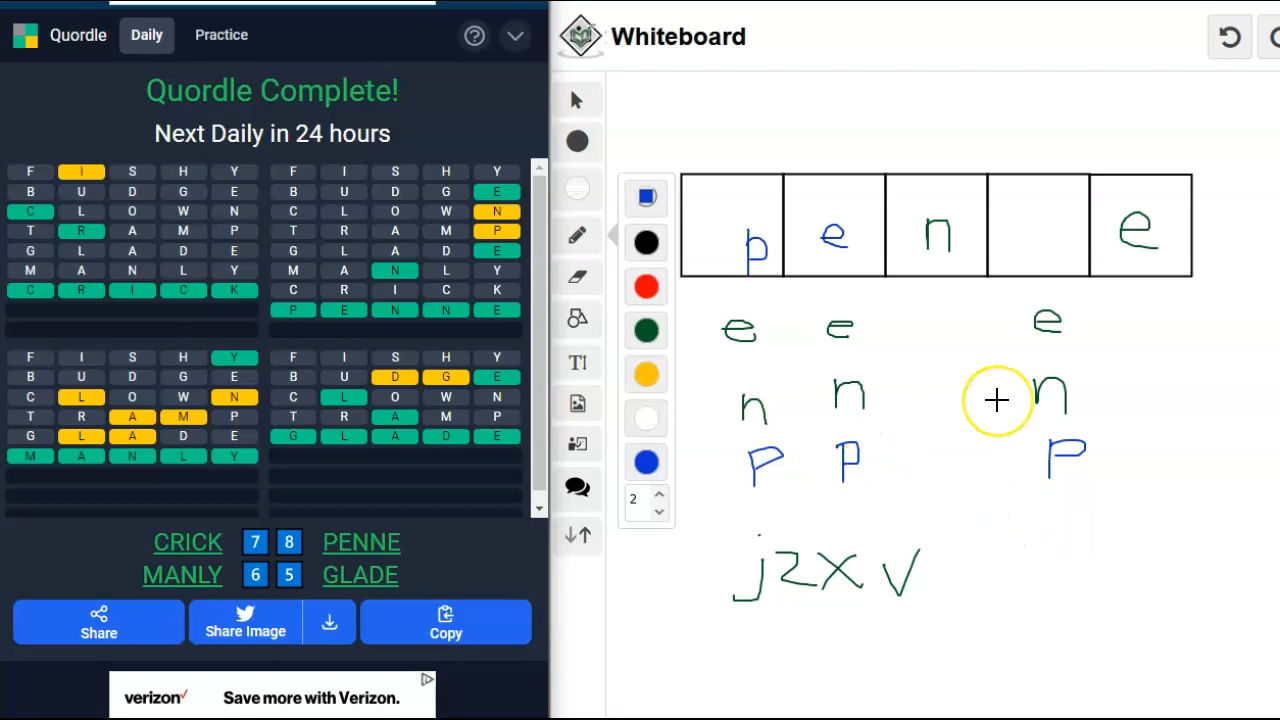 Quordle Daily Practice
Whiteboard
Quordle Complete!
Next Daily in 24 hours
F I S H Y
B U D G E
C L O W N
T R A M P
G L A D E
M A N L Y
C R I C K
F I S H Y
B U D G E
C L O W N
T R A M P
G L A D E
M A N L Y
C R I C K
P E N N E
F I S H Y
B U D G E
C L O W N
T R A M P
G L A D E
M A N L Y
F I S H Y
B U D G E
C L O W N
T R A M P
G L A D E
CRICK 7 8 PENNE
MANLY 6 5 GLADE
Share
Share Image
Copy
verizon✓ Save more with Verizon.
TI
2
p e n e
e e e
n n n
P P P
j z x v